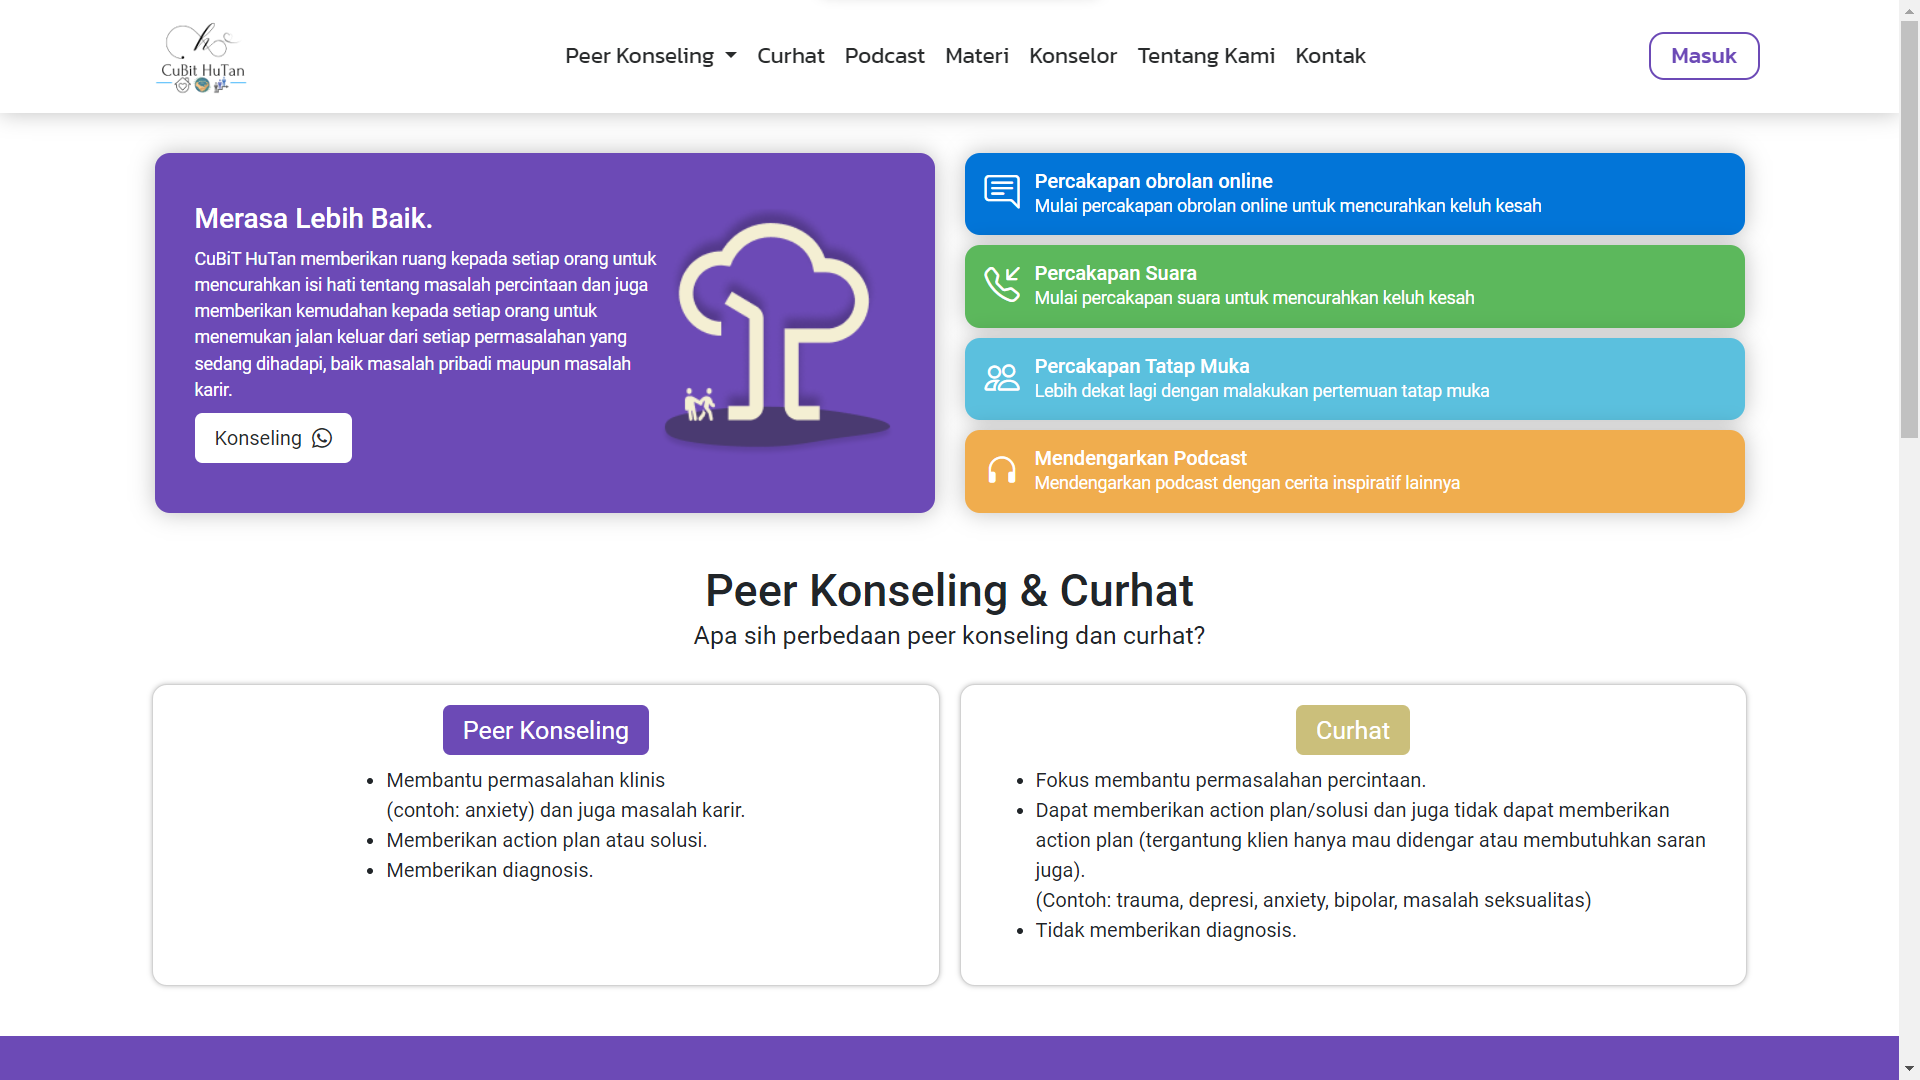 CuBit HuTan
Peer Konseling
Curhat
Podcast
Materi
Konselor
Tentang Kami
Kontak
Masuk
Merasa Lebih Baik.
CuBiT HuTan memberikan ruang kepada setiap orang untuk
mencurahkan isi hati tentang masalah percintaan dan juga
memberikan kemudahan kepada setiap orang untuk
menemukan jalan keluar dari setiap permasalahan yang
sedang dihadapi, baik masalah pribadi maupun masalah
karir.
Konseling
Percakapan obrolan online
Mulai percakapan obrolan online untuk mencurahkan keluh kesah
Percakapan Suara
Mulai percakapan suara untuk mencurahkan keluh kesah
Percakapan Tatap Muka
Lebih dekat lagi dengan malakukan pertemuan tatap muka
Mendengarkan Podcast
Mendengarkan podcast dengan cerita inspiratif lainnya
Peer Konseling & Curhat
Apa sih perbedaan peer konseling dan curhat?
Peer Konseling
• Membantu permasalahan klinis
(contoh: anxiety) dan juga masalah karir.
• Memberikan action plan atau solusi.
• Memberikan diagnosis.
Curhat
• Fokus membantu permasalahan percintaan.
• Dapat memberikan action plan/solusi dan juga tidak dapat memberikan
action plan (tergantung klien hanya mau didengar atau membutuhkan saran
juga).
(Contoh: trauma, depresi, anxiety, bipolar, masalah seksualitas)
• Tidak memberikan diagnosis.